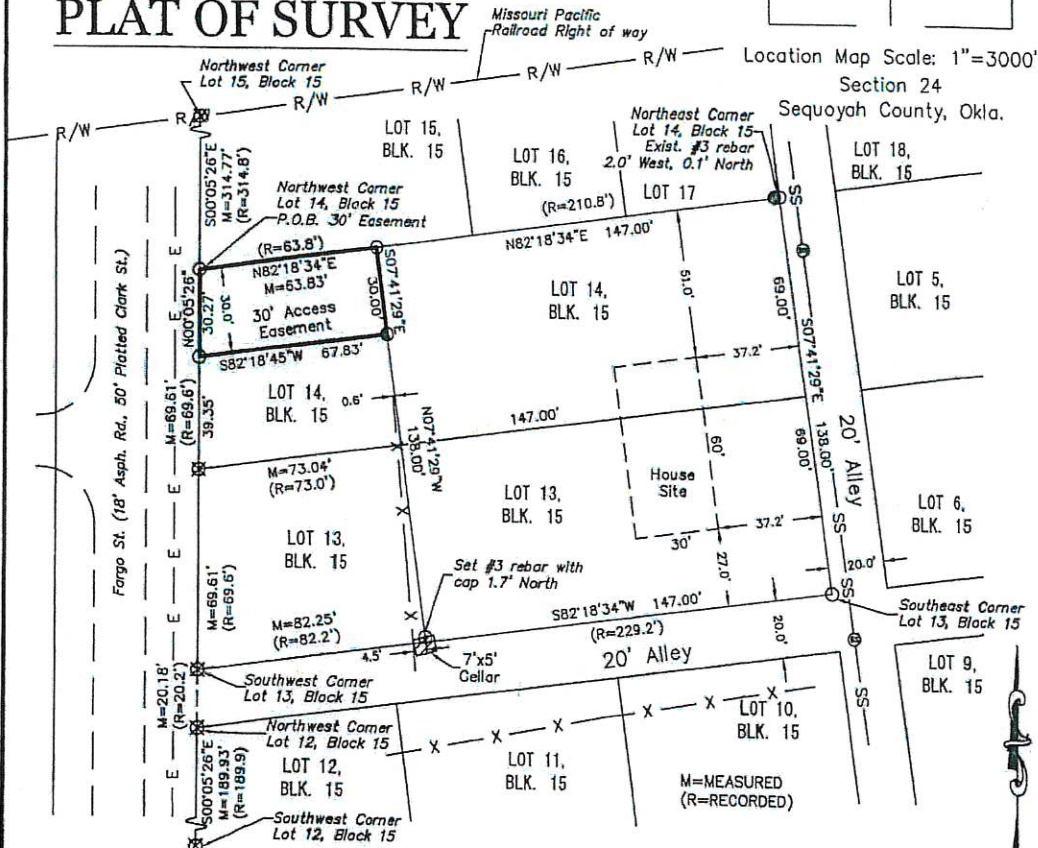 PLAT OF SURVEY
Missouri Pacific
Railroad Right of way
Location Map Scale: 1"=3000'
Section 24
Sequoyah County, Okla.
Northwest Corner
Lot 15, Block 15
R/W
R/W
R/W
R/W
R/W
R/W
LOT 15,
BLK. 15
LOT 16,
BLK. 15
LOT 17
Northeast Corner
Lot 14, Block 15
Exist. #3 rebar
2.0' West, 0.1' North
LOT 18,
BLK. 15
S00°05'26"E
M=314.77'
(R=314.8')
Northwest Corner
Lot 14, Block 15
P.O.B. 30' Easement
(R=63.8')
N82°18'34"E
M=63.83'
(R=210.8')
N82°18'34"E 147.00'
SS
N00°05'26"
30.27'
30.0'
30' Access
Easement
S07°41'29"E
30.00'
S82°18'45"W 67.83'
LOT 14,
BLK. 15
51.0'
69.00'
S07°41'29"E
138.00'
LOT 5,
BLK. 15
37.2'
E
E
E
E
E
E
E
E
E
Fargo St. (18' Asph. Rd., 50' Platted Clark St.)
M=69.61'
(R=69.6')
39.35'
LOT 14,
BLK. 15
0.6'
N07°41'29"W
138.00'
147.00'
M=73.04'
(R=73.0')
60'
House
Site
69.00'
20' Alley
LOT 13,
BLK. 15
LOT 13,
BLK. 15
LOT 6,
BLK. 15
X
X
X
37.2'
SS
30'
27.0'
20.0'
SS
M=69.61'
(R=69.6')
Set #3 rebar with
cap 1.7' North
M=82.25'
(R=82.2')
S82°18'34"W 147.00'
(R=229.2')
Southeast Corner
Lot 13, Block 15
4.5'
7'x5'
Cellar
20' Alley
20.0'
M=20.18'
(R=20.2')
Southwest Corner
Lot 13, Block 15
LOT 9,
BLK. 15
SS
Northwest Corner
Lot 12, Block 15
X
X
X
X
X
X
LOT 10,
BLK. 15
LOT 12,
BLK. 15
LOT 11,
BLK. 15
S00°05'26"E
M=189.93'
(R=189.9)
M=MEASURED
(R=RECORDED)
Southwest Corner
Lot 12, Block 15